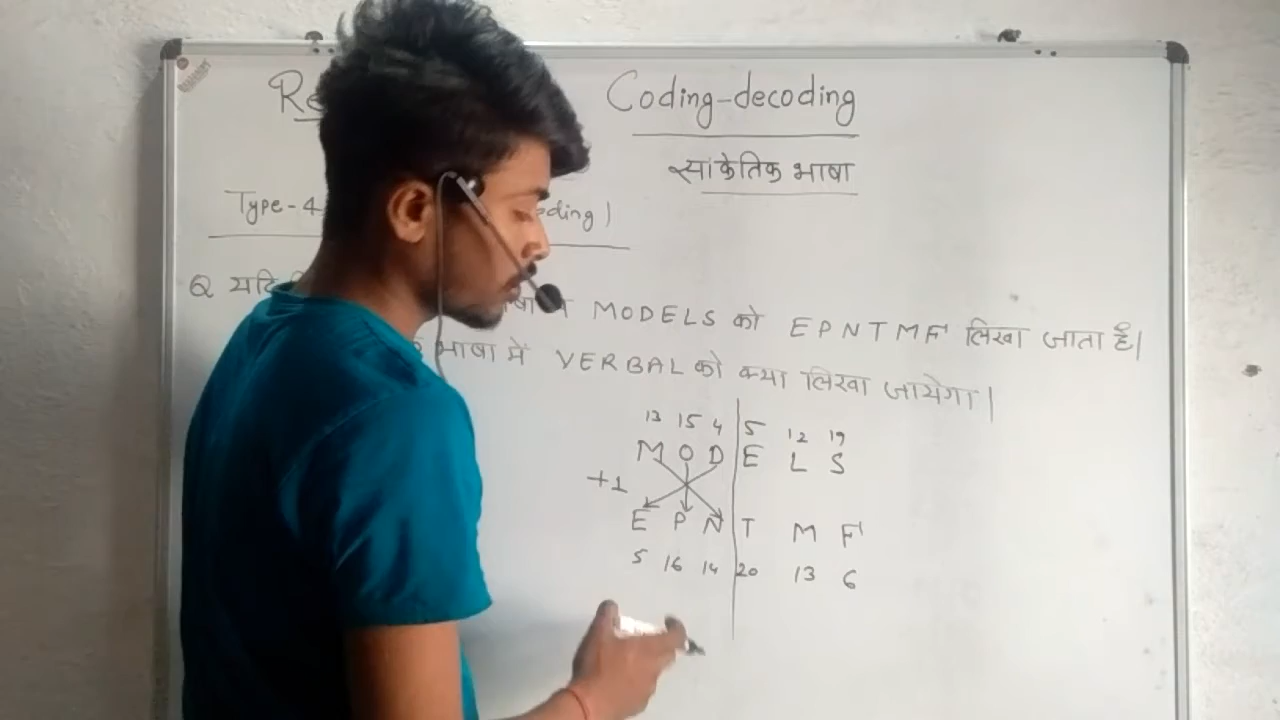 Coding-decoding
सांकेतिक भाषा
Type-4 oding)
Q यदि MODELS को EPNTMF लिखा जाता है।
भाषा में VERBAL को क्या लिखा जायेगा।
13 15 4 5 12 19
M O D E L S
+1
E P N T M F
5 16 14 20 13 6